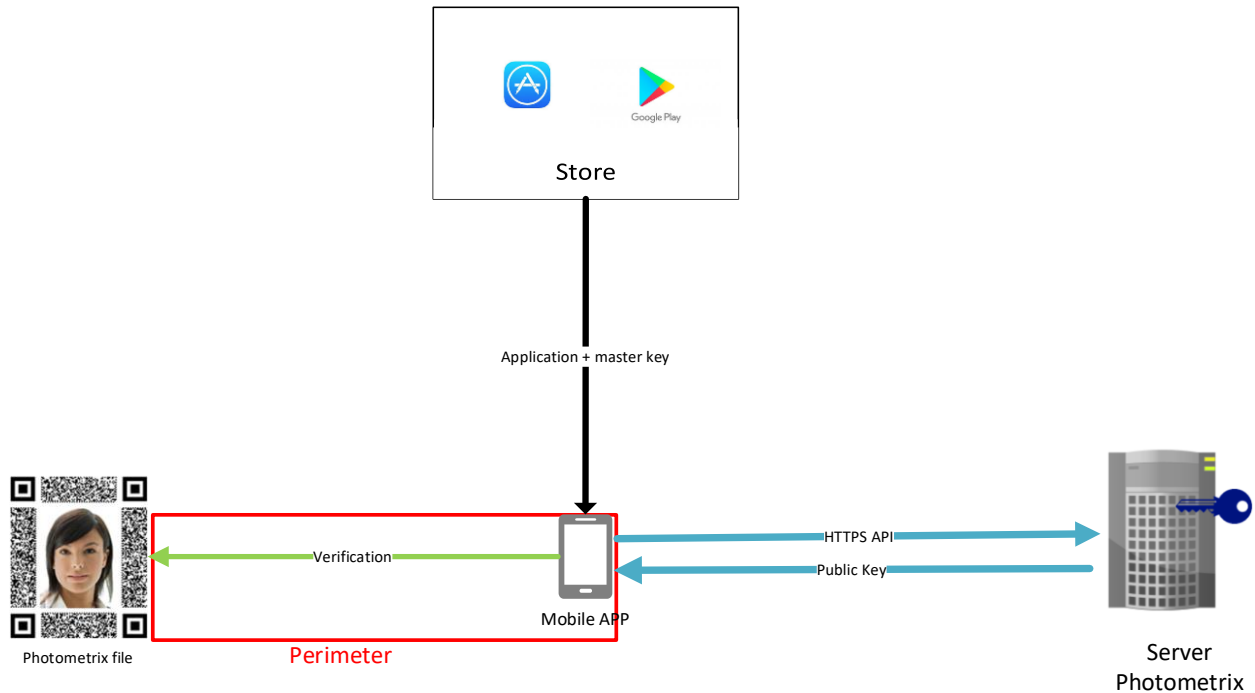 Google Play
Store
Application + master key
Verification
HTTPS API
Public Key
Mobile APP
Photometrix file
Perimeter
Server
Photometrix